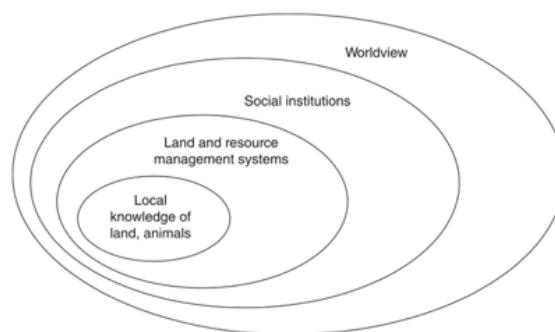 Worldview
Social institutions
Land and resource
management systems
Local
knowledge of
land, animals